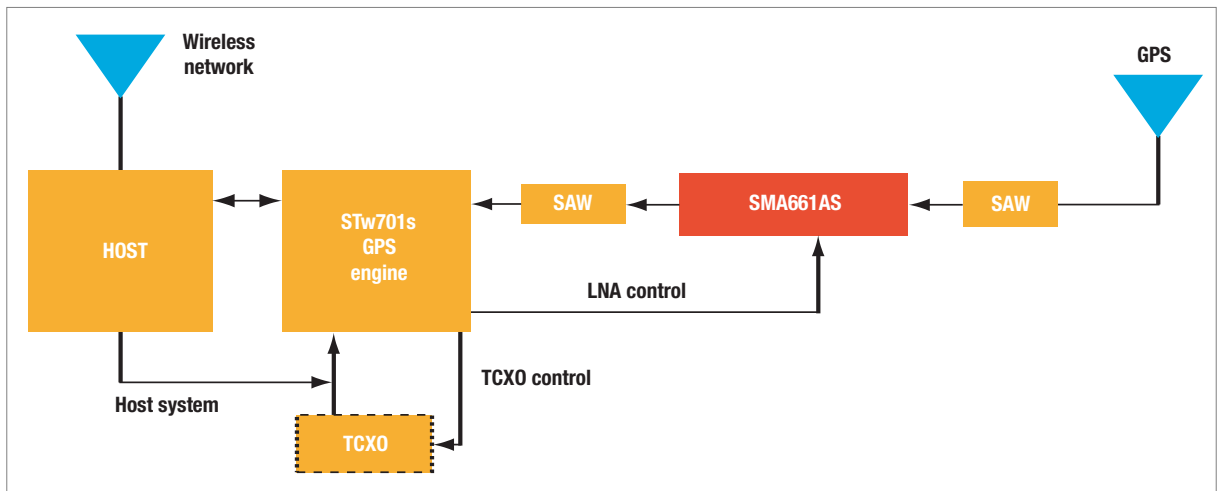 Wireless
network
GPS
HOST
STw701s
GPS
engine
SAW
SMA661AS
SAW
LNA control
TCXO control
Host system
TCXO